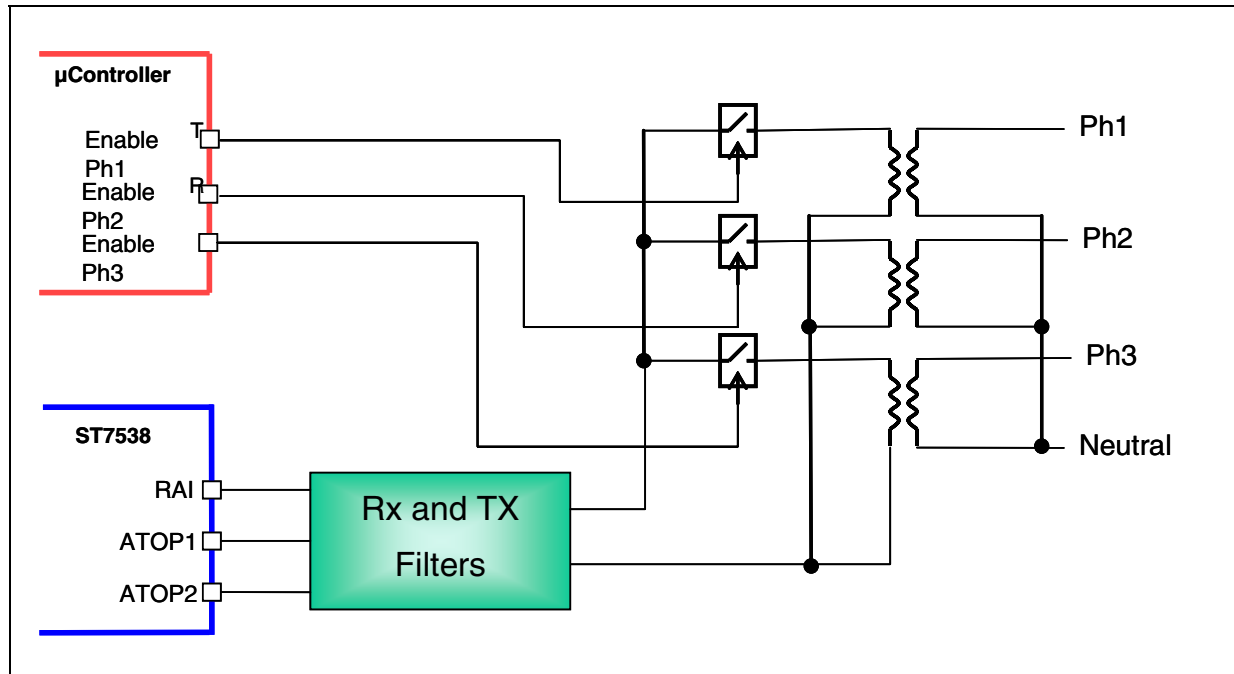 µController
T
Enable
Ph1
R
Enable
Ph2
Enable
Ph3
Ph1
Ph2
Ph3
Neutral
ST7538
RAI
ATOP1
ATOP2
Rx and TX
Filters